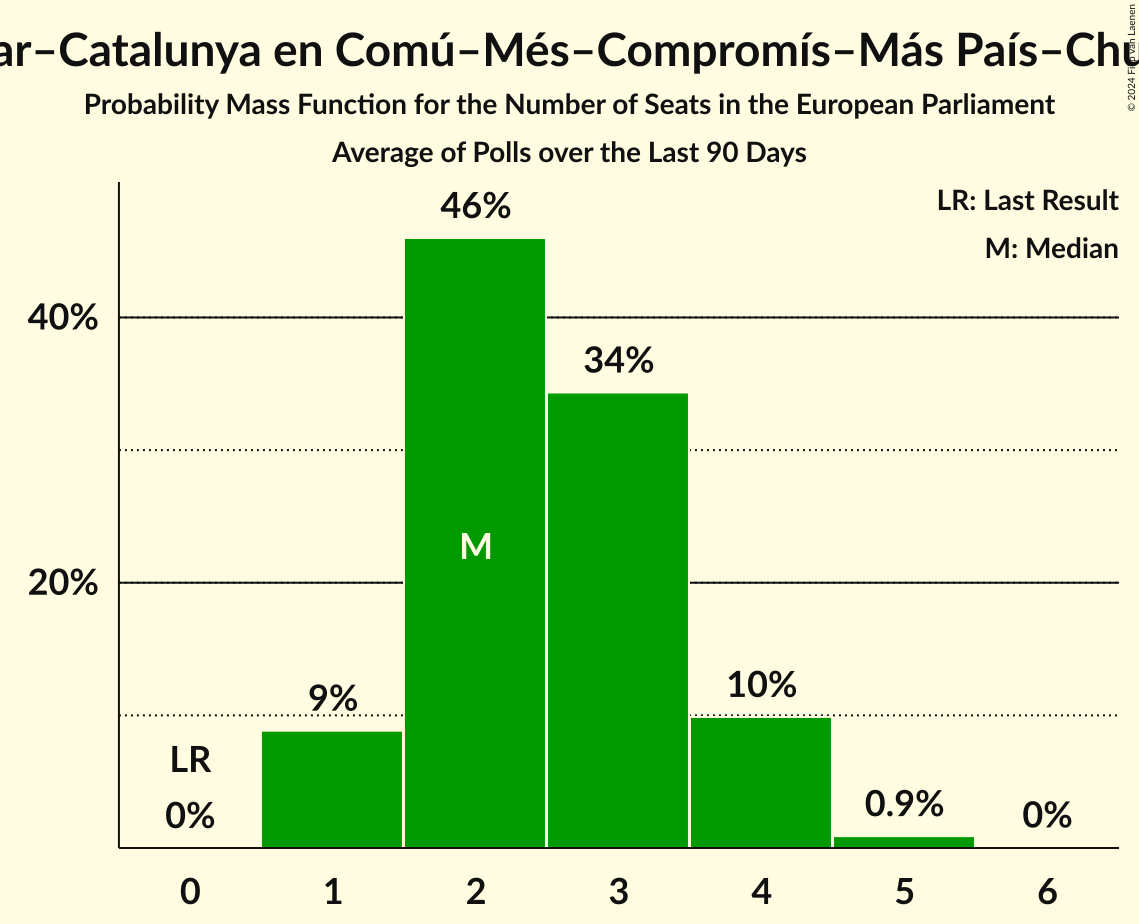 ar–Catalunya en Comú–Més–Compromís–Más País–Chu
Probability Mass Function for the Number of Seats in the European Parliament
Average of Polls over the Last 90 Days
© 2024 Filip van Laenen
LR: Last Result
M: Median
46%
40%
34%
M
20%
10%
9%
LR
0.9%
0%
0%
0 1 2 3 4 5 6